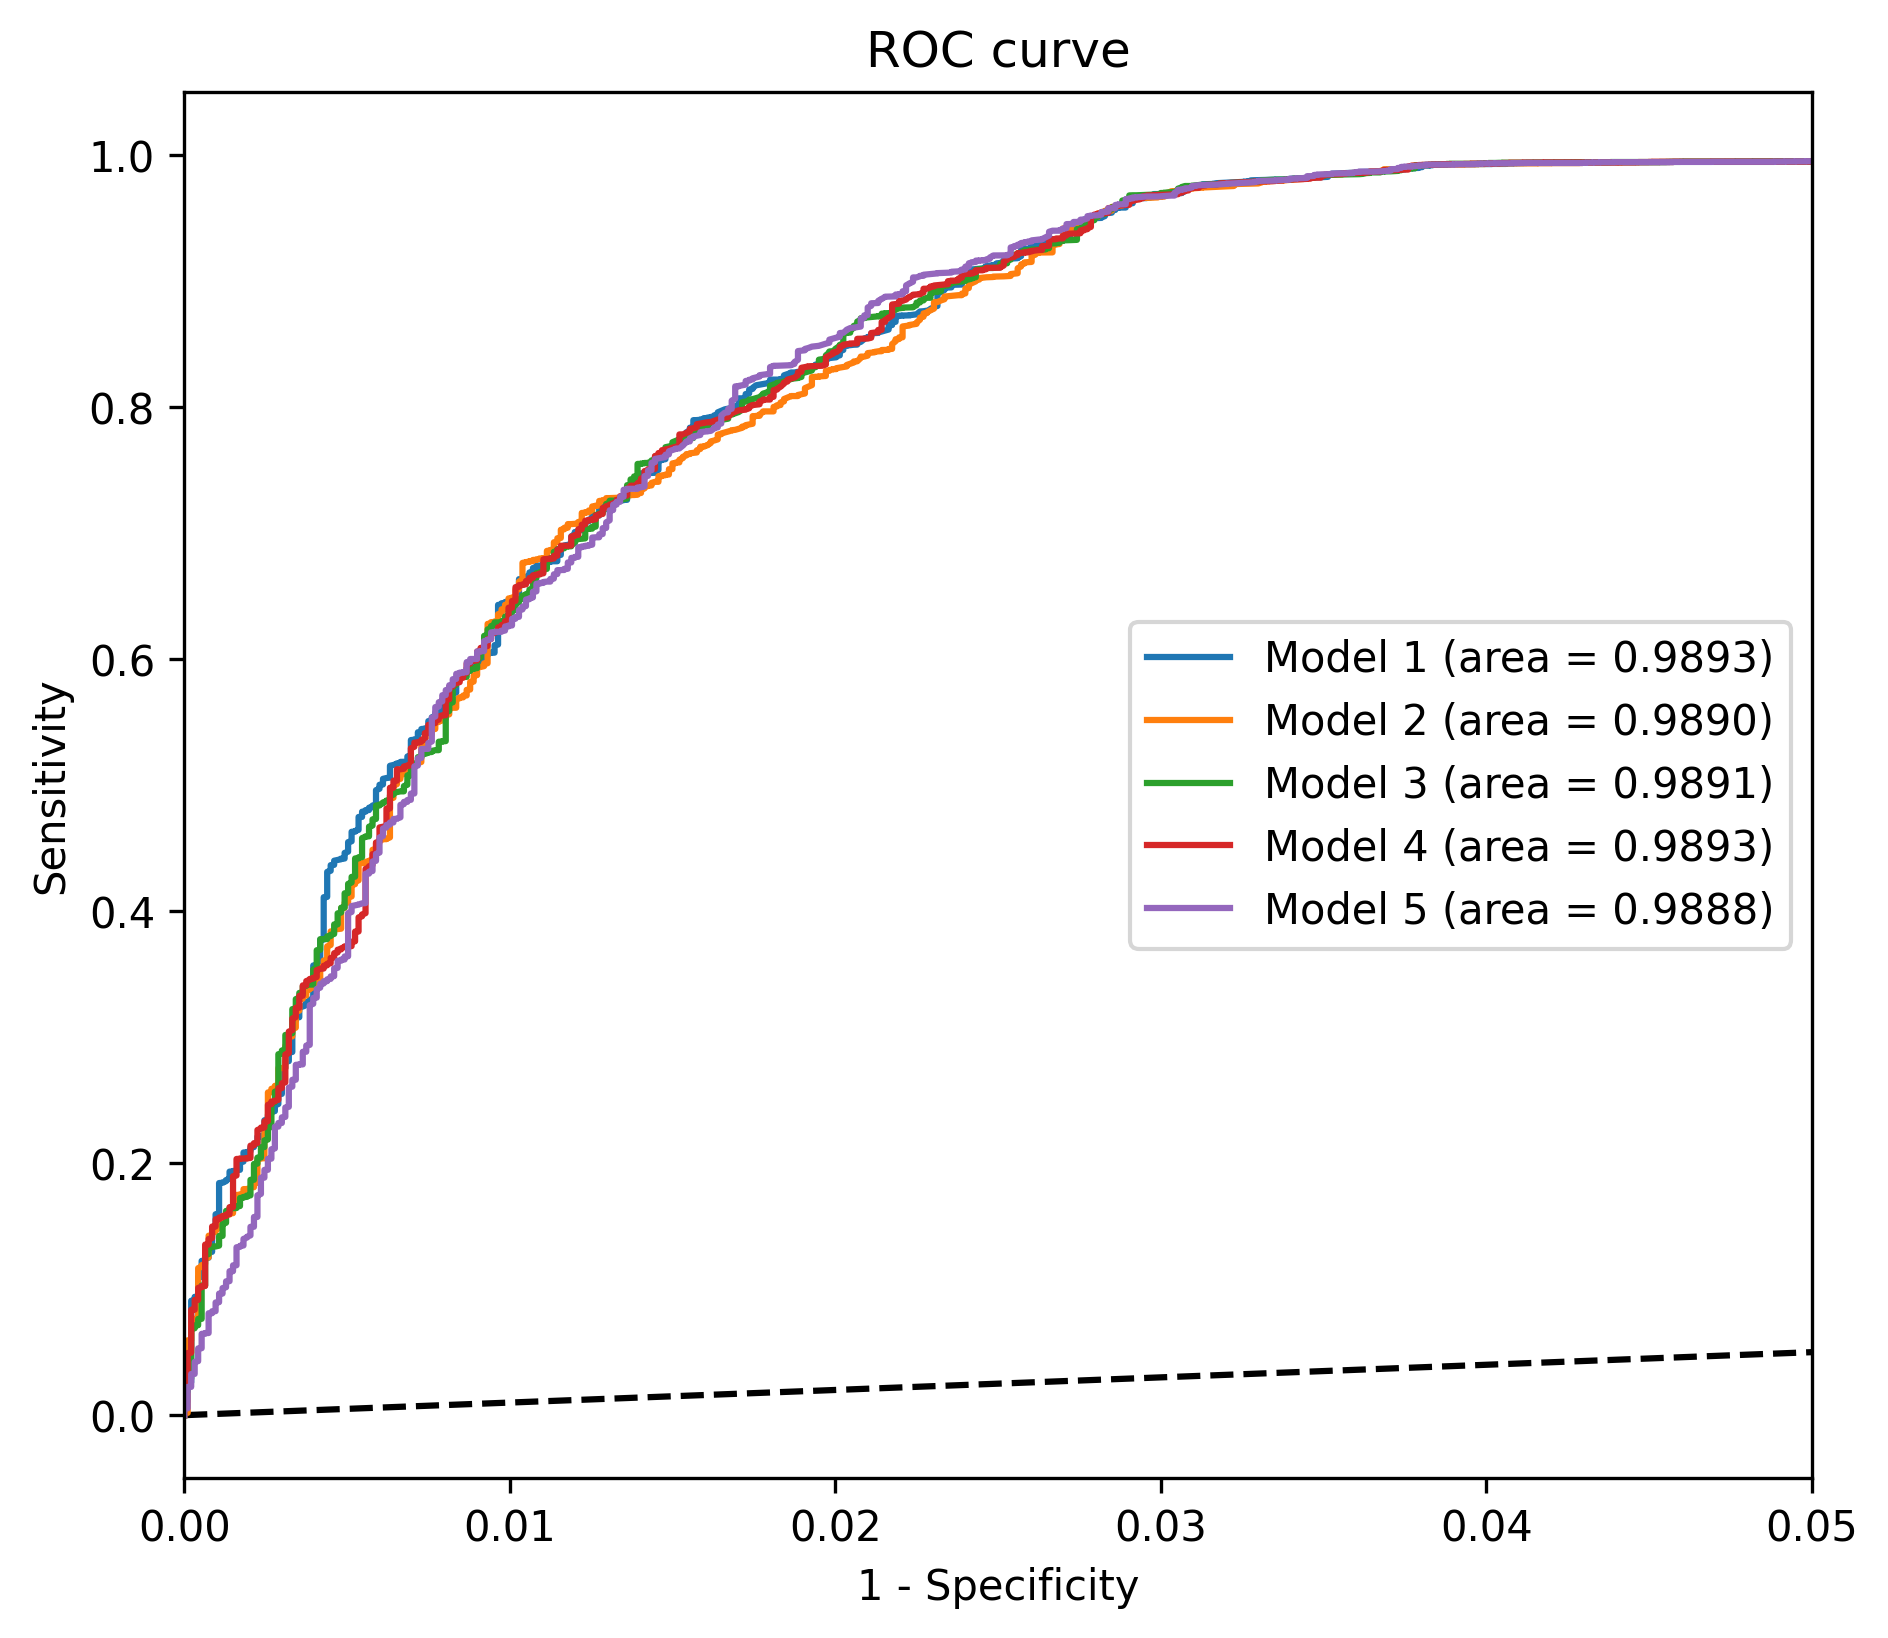 ROC curve
1.0
0.8
0.6
0.4
0.2
0.0
Sensitivity
Model 1 (area = 0.9893)
Model 2 (area = 0.9890)
Model 3 (area = 0.9891)
Model 4 (area = 0.9893)
Model 5 (area = 0.9888)
0.00 0.01 0.02 0.03 0.04 0.05
1 - Specificity